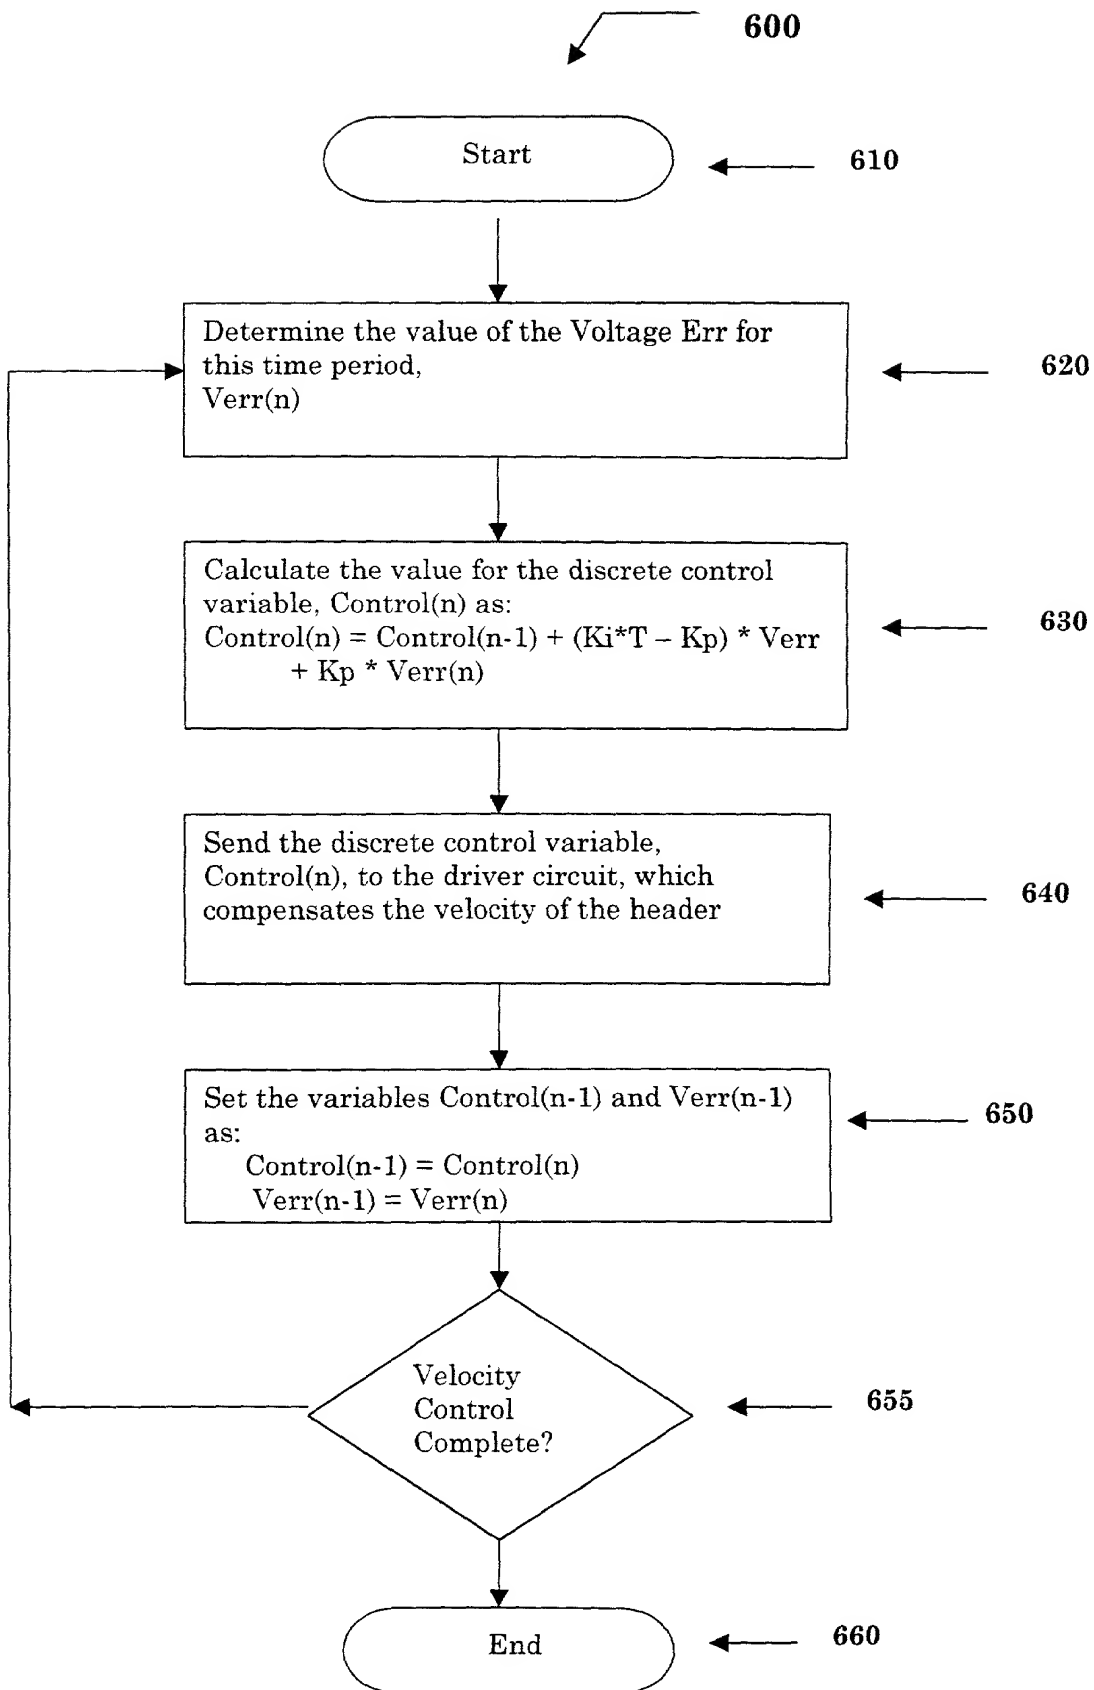 600
Start
610
Determine the value of the Voltage Err for
this time period,
Verr(n)
620
Calculate the value for the discrete control
variable, Control(n) as:
Control(n) = Control(n-1) + (Ki*T – Kp) * Verr
+ Kp * Verr(n)
630
Send the discrete control variable,
Control(n), to the driver circuit, which
compensates the velocity of the header
640
Set the variables Control(n-1) and Verr(n-1)
as:
Control(n-1) = Control(n)
Verr(n-1) = Verr(n)
650
Velocity
Control
Complete?
655
End
660